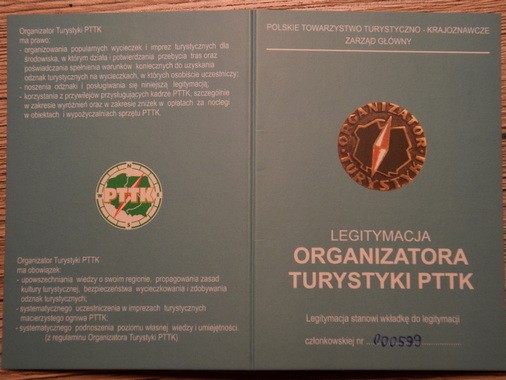 Organizator Turystyki PTTK
ma prawo:
- organizowania popularnych wycieczek i imprez turystycznych dla
środowiska, w którym działa i potwierdzania przebycia tras oraz
poświadczania spełnienia warunków koniecznych do uzyskania
odznak turystycznych na wycieczkach, w których osobiście uczestniczy;
- noszenia odznaki i posługiwania się niniejszą legitymacją;
- korzystania z przywilejów przysługujących kadrze PTTK, szczególnie
w zakresie wyróżnień oraz w zakresie zniżek w opłatach za noclegi
w obiektach i wypożyczalniach sprzętu PTTK.
PTTK
Organizator Turystyki PTTK
ma obowiązek:
- upowszechniania wiedzy o swoim regionie, propagowania zasad
kultury turystycznej, bezpieczeństwa wycieczkowania i zdobywania
odznak turystycznych;
- systematycznego uczestniczenia w imprezach turystycznych
macierzystego ogniwa PTTK;
- systematycznego podnoszenia poziomu własnej wiedzy i umiejętności.
(z regulaminu Organizatora Turystyki PTTK)
POLSKIE TOWARZYSTWO TURYSTYCZNO - KRAJOZNAWCZE
ZARZĄD GŁÓWNY
ORGANIZATOR
TURYSTYKI
LEGITYMACJA
ORGANIZATORA
TURYSTYKI PTTK
Legitymacja stanowi wkładkę do legitymacji
członkowskiej nr 000599